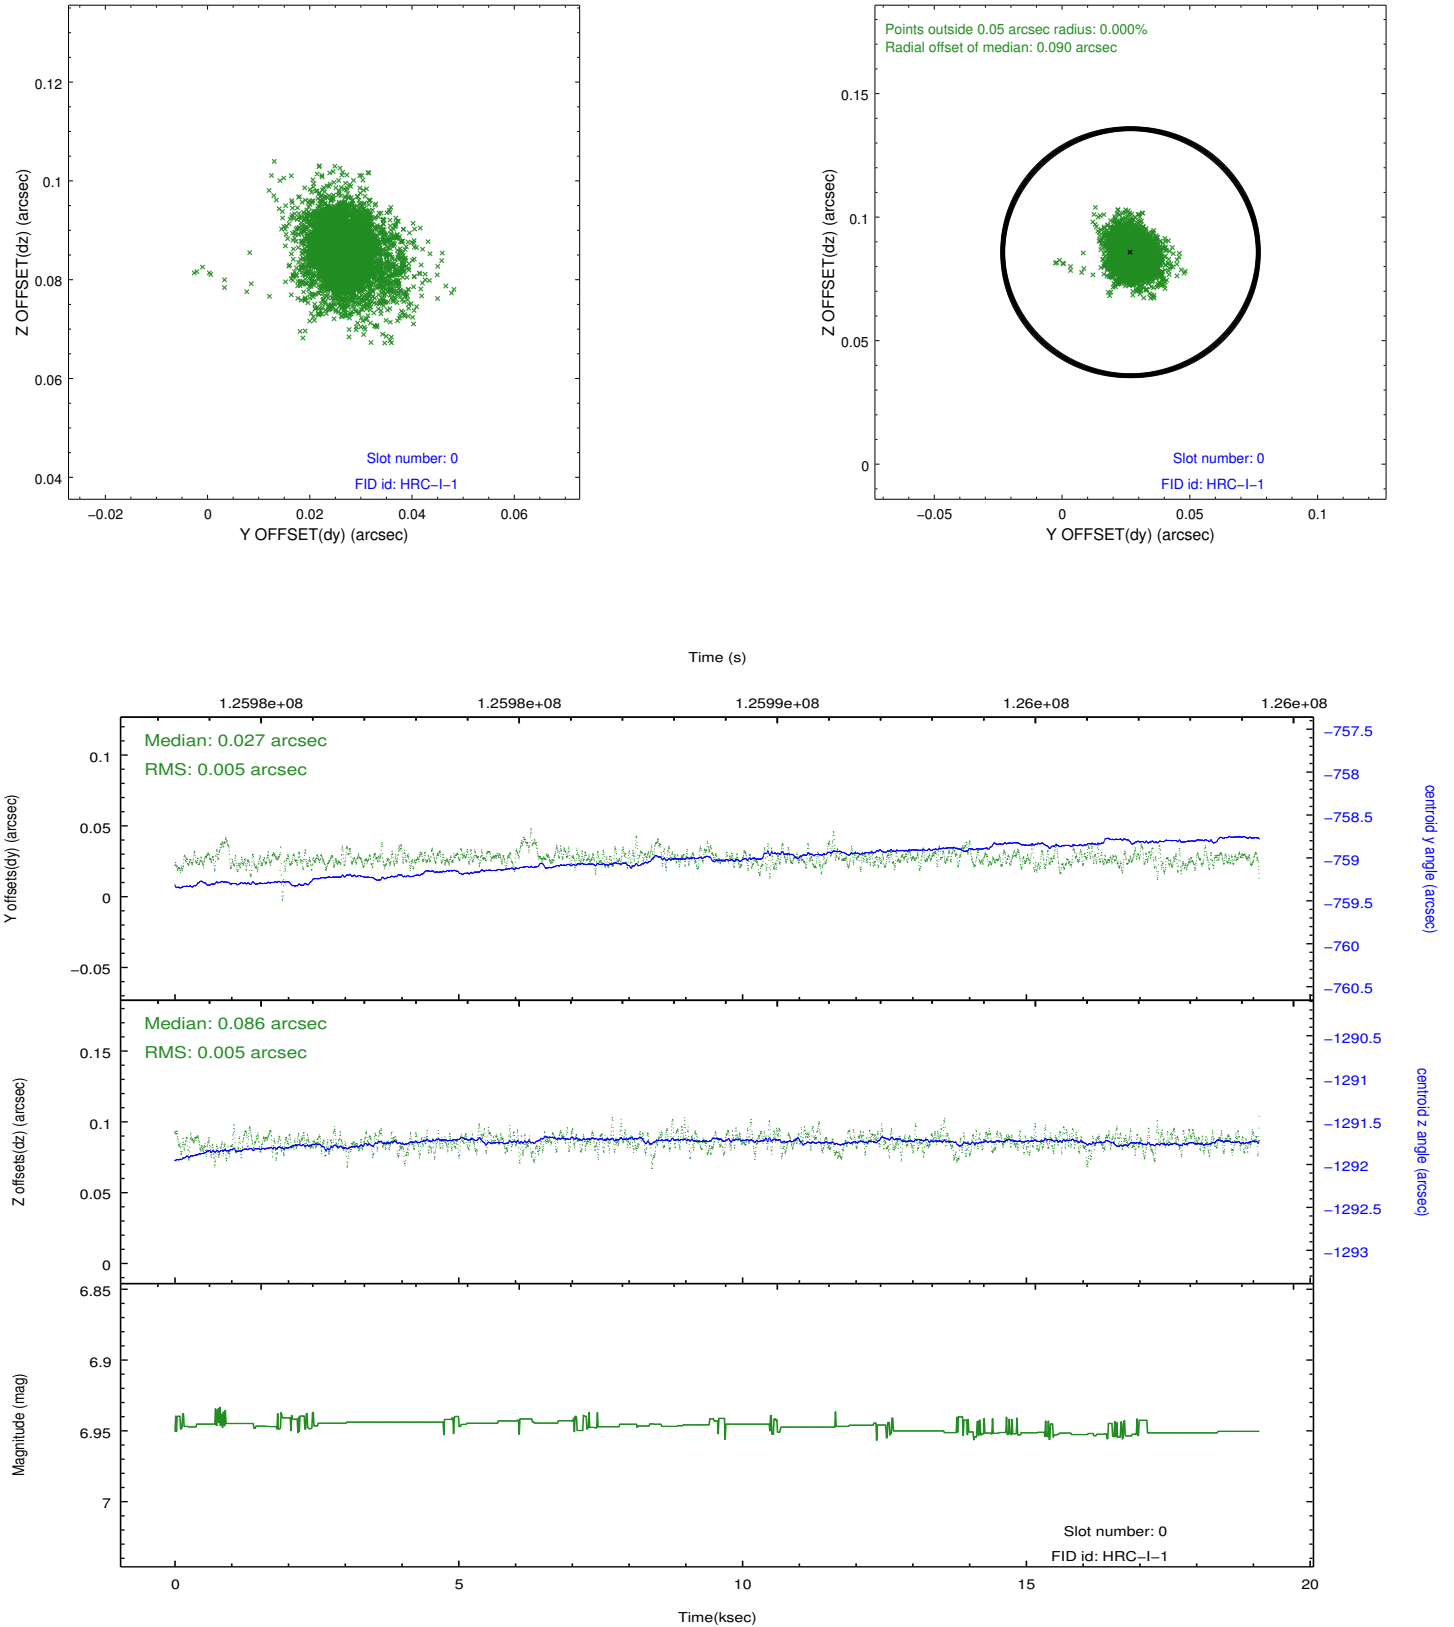 0.12
0.1
0.08
0.06
0.04
Z OFFSET(dz) (arcsec)
Slot number: 0
FID id: HRC−I−1
−0.02
0
0.02
0.04
0.06
Y OFFSET(dy) (arcsec)
Points outside 0.05 arcsec radius: 0.000%
Radial offset of median: 0.090 arcsec
0.15
0.1
0.05
0
Z OFFSET(dz) (arcsec)
Slot number: 0
FID id: HRC−I−1
−0.05
0
0.05
0.1
Y OFFSET(dy) (arcsec)
Time (s)
1.2598e+08
1.2598e+08
1.2599e+08
1.26e+08
1.26e+08
Median: 0.027 arcsec
RMS: 0.005 arcsec
0.1
0.05
0
−0.05
Y offsets(dy) (arcsec)
−757.5
−758
−758.5
−759
−759.5
−760
−760.5
centroid y angle (arcsec)
Median: 0.086 arcsec
RMS: 0.005 arcsec
0.15
0.1
0.05
0
Z offsets(dz) (arcsec)
−1290.5
−1291
−1291.5
−1292
−1292.5
−1293
centroid z angle (arcsec)
6.85
6.9
6.95
7
Magnitude (mag)
Slot number: 0
FID id: HRC−I−1
0
5
10
15
20
Time(ksec)